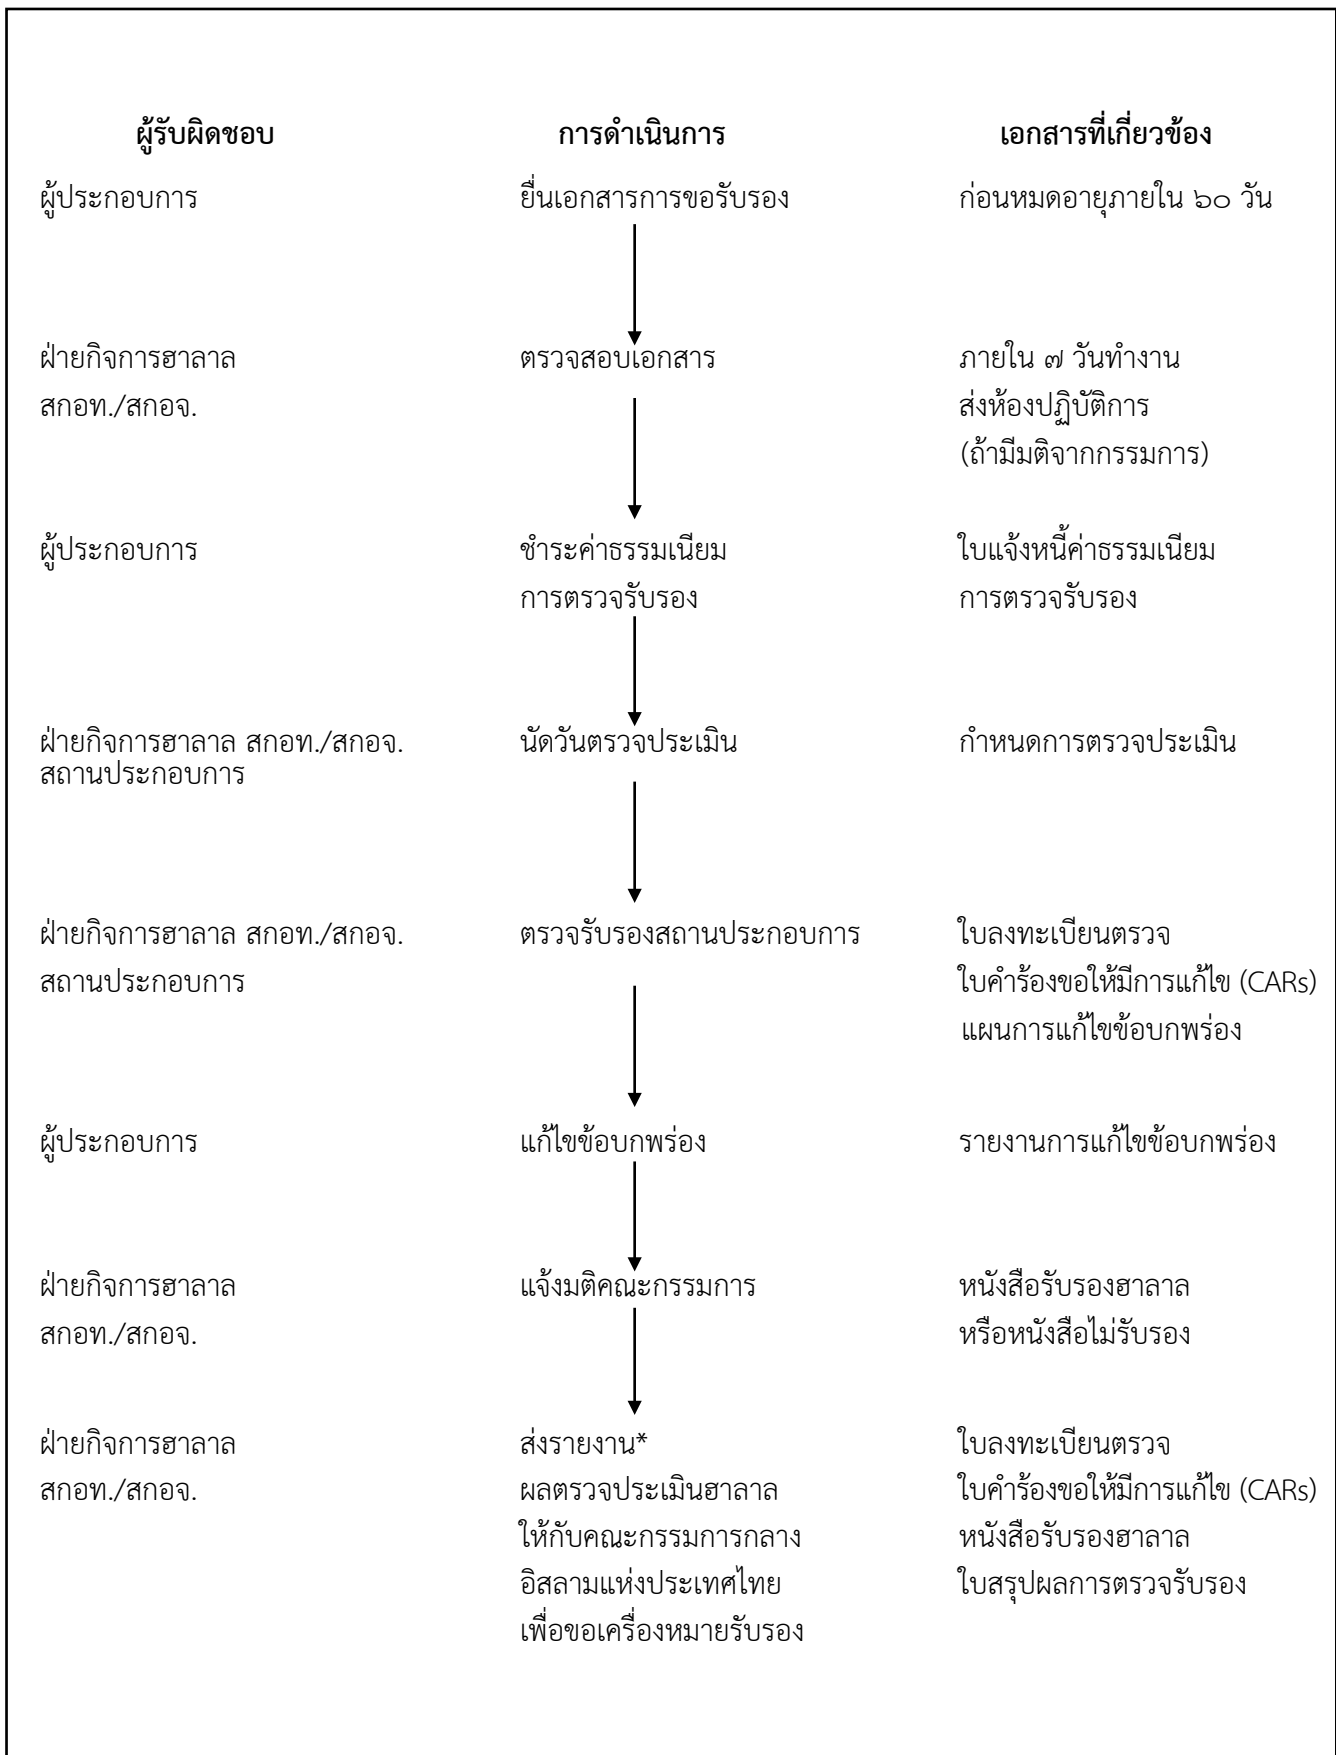 ผู้รับผิดชอบ การดำเนินการ เอกสารที่เกี่ยวข้อง
ผู้ประกอบการ ยื่นเอกสารการขอรับรอง ก่อนหมดอายุภายใน ๖๐ วัน
ฝ่ายกิจการฮาลาล ตรวจสอบเอกสาร ภายใน ๗ วันทำงาน
สกอท./สกอจ. ส่งห้องปฏิบัติการ
(ถ้ามีมติจากกรรมการ)
ผู้ประกอบการ ชำระค่าธรรมเนียม ใบแจ้งหนี้ค่าธรรมเนียม
การตรวจรับรอง การตรวจรับรอง
ฝ่ายกิจการฮาลาล สกอท./สกอจ. นัดวันตรวจประเมิน กำหนดการตรวจประเมิน
สถานประกอบการ
ฝ่ายกิจการฮาลาล สกอท./สกอจ. ตรวจรับรองสถานประกอบการ ใบลงทะเบียนตรวจ
สถานประกอบการ ใบคำร้องขอให้มีการแก้ไข (CARs)
แผนการแก้ไขข้อบกพร่อง
ผู้ประกอบการ แก้ไขข้อบกพร่อง รายงานการแก้ไขข้อบกพร่อง
ฝ่ายกิจการฮาลาล แจ้งมติคณะกรรมการ หนังสือรับรองฮาลาล
สกอท./สกอจ. หรือหนังสือไม่รับรอง
ฝ่ายกิจการฮาลาล ส่งรายงาน* ใบลงทะเบียนตรวจ
สกอท./สกอจ. ผลตรวจประเมินฮาลาล ใบคำร้องขอให้มีการแก้ไข (CARs)
ให้กับคณะกรรมการกลาง หนังสือรับรองฮาลาล
อิสลามแห่งประเทศไทย ใบสรุปผลการตรวจรับรอง
เพื่อขอเครื่องหมายรับรอง